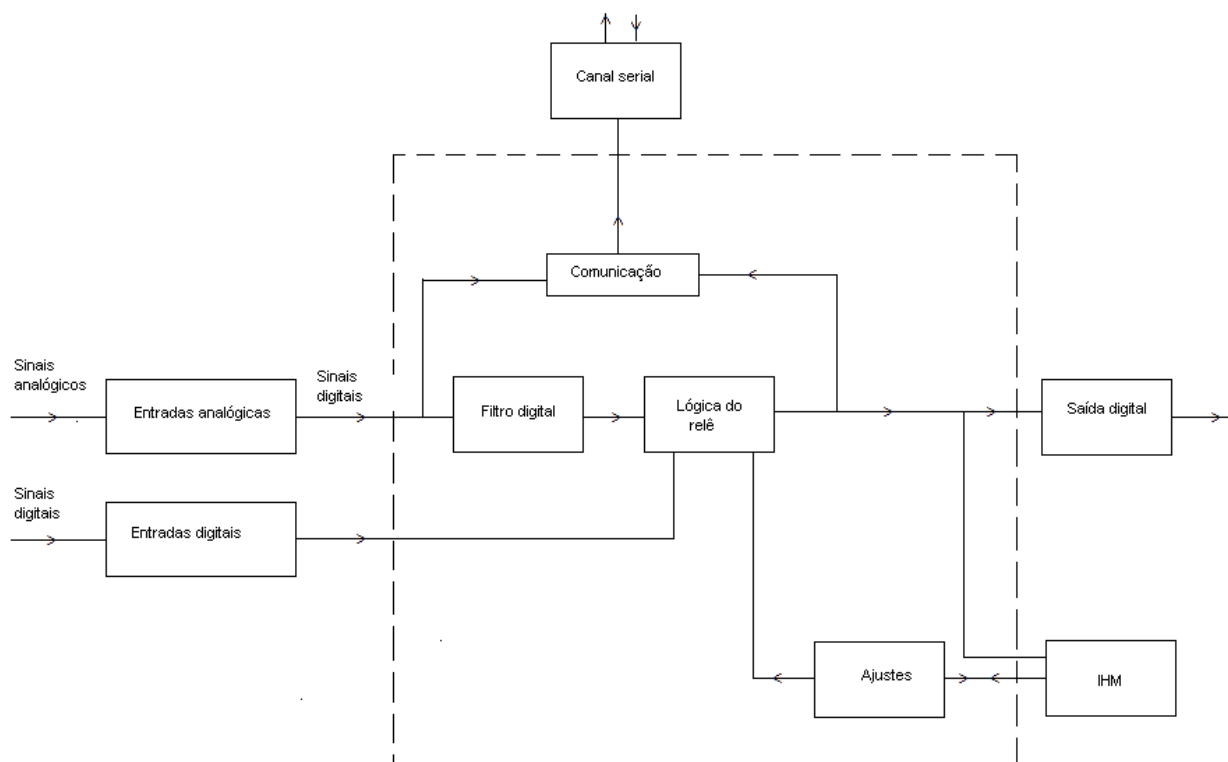 Canal serial
Comunicação
Sinais
analógicos
Entradas analógicas
Sinais
digitais
Filtro digital
Lógica do
relê
Saída digital
Sinais
digitais
Entradas digitais
Ajustes
IHM